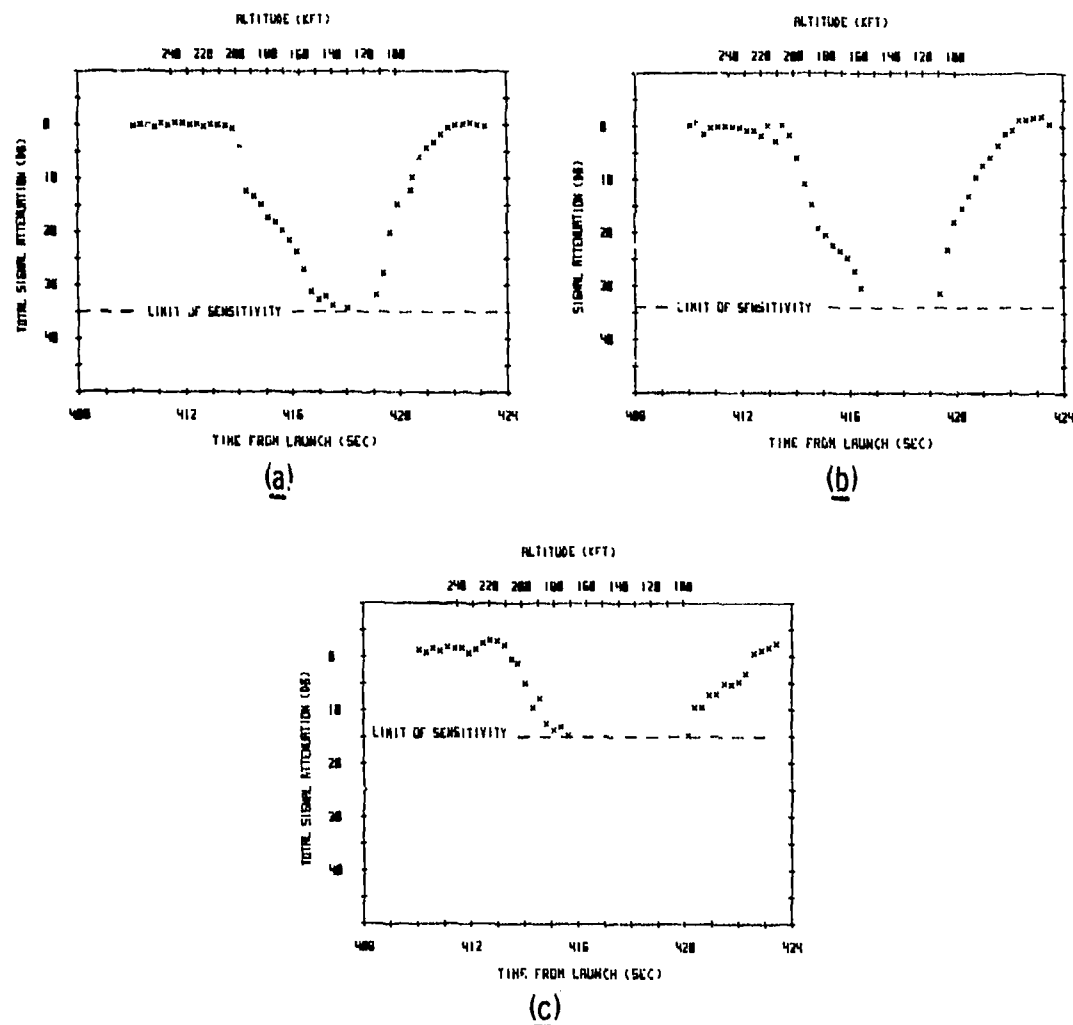 ALTITUDE (KFT)
240 220 200 180 160 140 120 100
TOTAL SIGNAL ATTENUATION (DB)
0
10
20
30
40
LIMIT OF SENSITIVITY
408 412 416 420 424
TIME FROM LAUNCH (SEC)
(a)
ALTITUDE (KFT)
240 220 200 180 160 140 120 100
SIGNAL ATTENUATION (DB)
0
10
20
30
40
LIMIT OF SENSITIVITY
408 412 416 420 424
TIME FROM LAUNCH (SEC)
(b)
ALTITUDE (KFT)
240 220 200 180 160 140 120 100
TOTAL SIGNAL ATTENUATION (DB)
0
10
20
30
40
LIMIT OF SENSITIVITY
408 412 416 420 424
TIME FROM LAUNCH (SEC)
(c)